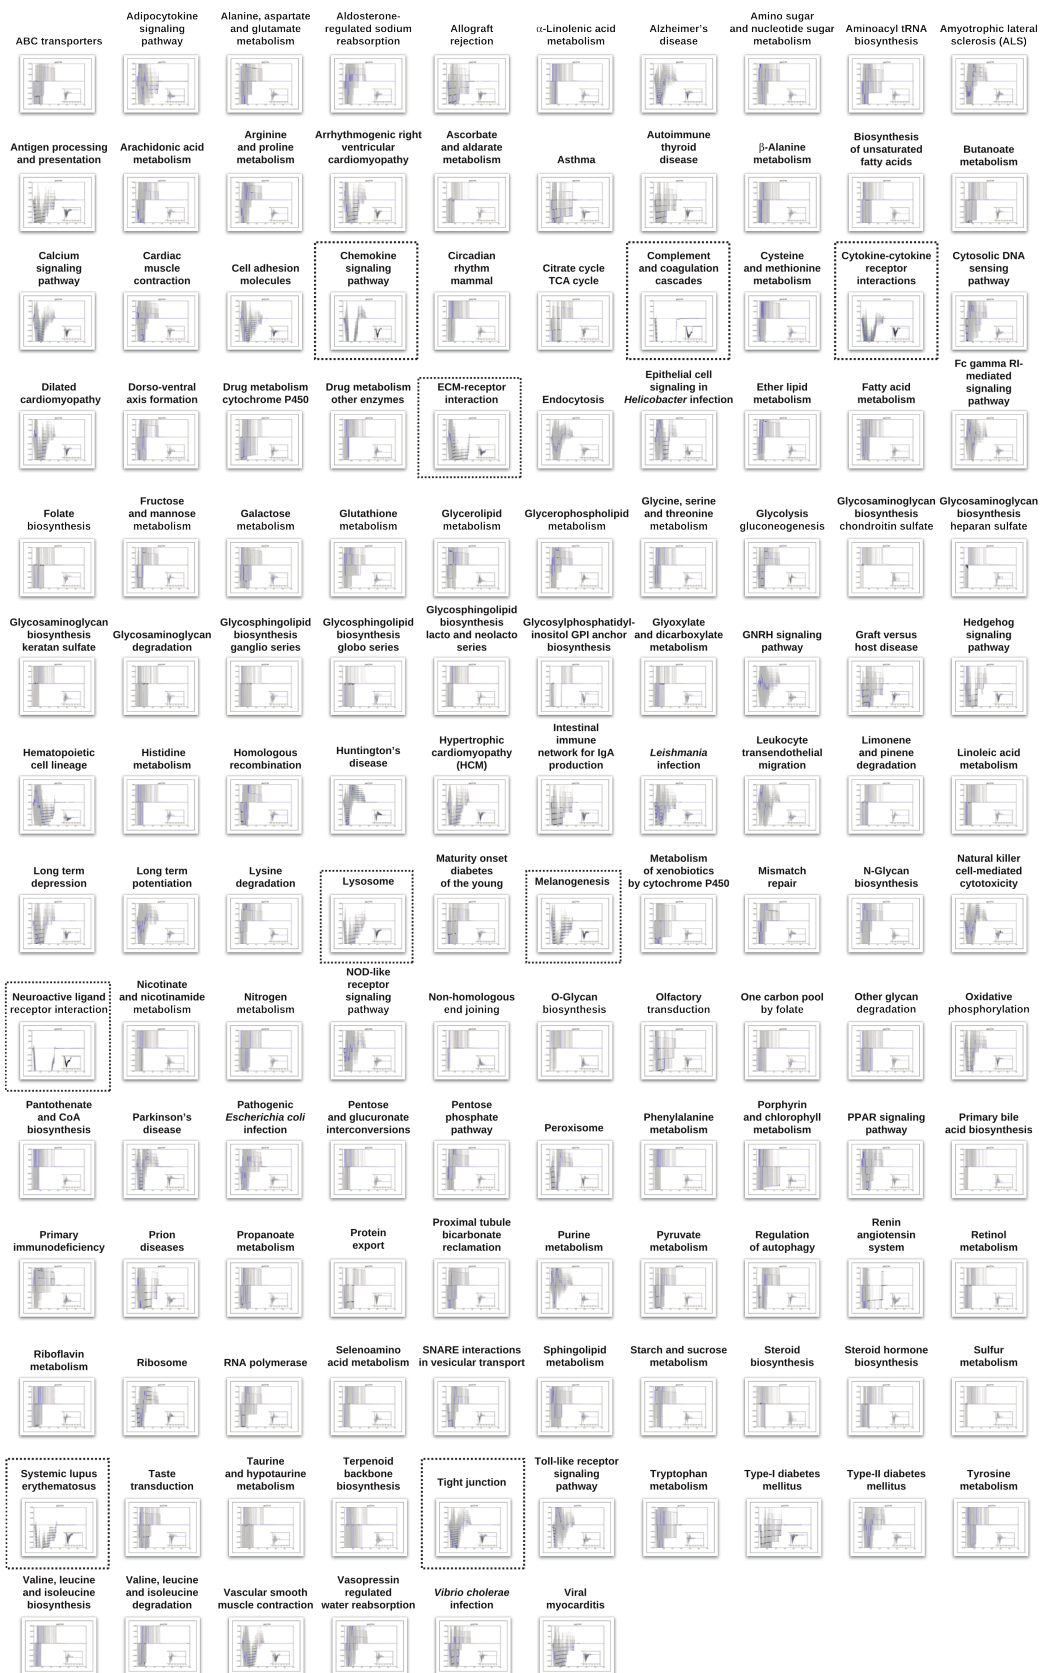 ABC transporters
Adipocytokine
signaling
pathway
Alanine, aspartate
and glutamate
metabolism
Aldosterone-
regulated sodium
reabsorption
Allograft
rejection
α-Linolenic acid
metabolism
Alzheimer's
disease
Amino sugar
and nucleotide sugar
metabolism
Aminoacyl tRNA
biosynthesis
Amyotrophic lateral
sclerosis (ALS)
Antigen processing
and presentation
Arachidonic acid
metabolism
Arginine
and proline
metabolism
Arrhythmogenic right
ventricular
cardiomyopathy
Ascorbate
and aldarate
metabolism
Asthma
Autoimmune
thyroid
disease
β-Alanine
metabolism
Biosynthesis
of unsaturated
fatty acids
Butanoate
metabolism
Calcium
signaling
pathway
Cardiac
muscle
contraction
Cell adhesion
molecules
Chemokine
signaling
pathway
Circadian
rhythm
mammal
Citrate cycle
TCA cycle
Complement
and coagulation
cascades
Cysteine
and methionine
metabolism
Cytokine-cytokine
receptor
interactions
Cytosolic DNA
sensing
pathway
Dilated
cardiomyopathy
Dorso-ventral
axis formation
Drug metabolism
cytochrome P450
Drug metabolism
other enzymes
ECM-receptor
interaction
Endocytosis
Epithelial cell
signaling in
Helicobacter infection
Ether lipid
metabolism
Fatty acid
metabolism
Fc gamma RI-
mediated
signaling
pathway
Folate
biosynthesis
Fructose
and mannose
metabolism
Galactose
metabolism
Glutathione
metabolism
Glycerolipid
metabolism
Glycerophospholipid
metabolism
Glycine, serine
and threonine
metabolism
Glycolysis
gluconeogenesis
Glycosaminoglycan
biosynthesis
chondroitin sulfate
Glycosaminoglycan
biosynthesis
heparan sulfate
Glycosaminoglycan
biosynthesis
keratan sulfate
Glycosaminoglycan
degradation
Glycosphingolipid
biosynthesis
ganglio series
Glycosphingolipid
biosynthesis
globo series
Glycosphingolipid
biosynthesis
lacto and neolacto
series
Glycosylphosphatidyl-
inositol GPI anchor
biosynthesis
Glyoxylate
and dicarboxylate
metabolism
GNRH signaling
pathway
Graft versus
host disease
Hedgehog
signaling
pathway
Hematopoietic
cell lineage
Histidine
metabolism
Homologous
recombination
Huntington's
disease
Hypertrophic
cardiomyopathy
(HCM)
Intestinal
immune
network for IgA
production
Leishmania
infection
Leukocyte
transendothelial
migration
Limonene
and pinene
degradation
Linoleic acid
metabolism
Long term
depression
Long term
potentiation
Lysine
degradation
Lysosome
Maturity onset
diabetes
of the young
Melanogenesis
Metabolism
of xenobiotics
by cytochrome P450
Mismatch
repair
N-Glycan
biosynthesis
Natural killer
cell-mediated
cytotoxicity
Neuroactive ligand
receptor interaction
Nicotinate
and nicotinamide
metabolism
Nitrogen
metabolism
NOD-like
receptor
signaling
pathway
Non-homologous
end joining
O-Glycan
biosynthesis
Olfactory
transduction
One carbon pool
by folate
Other glycan
degradation
Oxidative
phosphorylation
Pantothenate
and CoA
biosynthesis
Parkinson's
disease
Pathogenic
Escherichia coli
infection
Pentose
and glucuronate
interconversions
Pentose
phosphate
pathway
Peroxisome
Phenylalanine
metabolism
Porphyrin
and chlorophyll
metabolism
PPAR signaling
pathway
Primary bile
acid biosynthesis
Primary
immunodeficiency
Prion
diseases
Propanoate
metabolism
Protein
export
Proximal tubule
bicarbonate
reclamation
Purine
metabolism
Pyruvate
metabolism
Regulation
of autophagy
Renin
angiotensin
system
Retinol
metabolism
Riboflavin
metabolism
Ribosome
RNA polymerase
Selenoamino
acid metabolism
SNARE interactions
in vesicular transport
Sphingolipid
metabolism
Starch and sucrose
metabolism
Steroid
biosynthesis
Steroid hormone
biosynthesis
Sulfur
metabolism
Systemic lupus
erythematosus
Taste
transduction
Taurine
and hypotaurine
metabolism
Terpenoid
backbone
biosynthesis
Tight junction
Toll-like receptor
signaling
pathway
Tryptophan
metabolism
Type-I diabetes
mellitus
Type-II diabetes
mellitus
Tyrosine
metabolism
Valine, leucine
and isoleucine
biosynthesis
Valine, leucine
and isoleucine
degradation
Vascular smooth
muscle contraction
Vasopressin
regulated
water reabsorption
Vibrio cholerae
infection
Viral
myocarditis